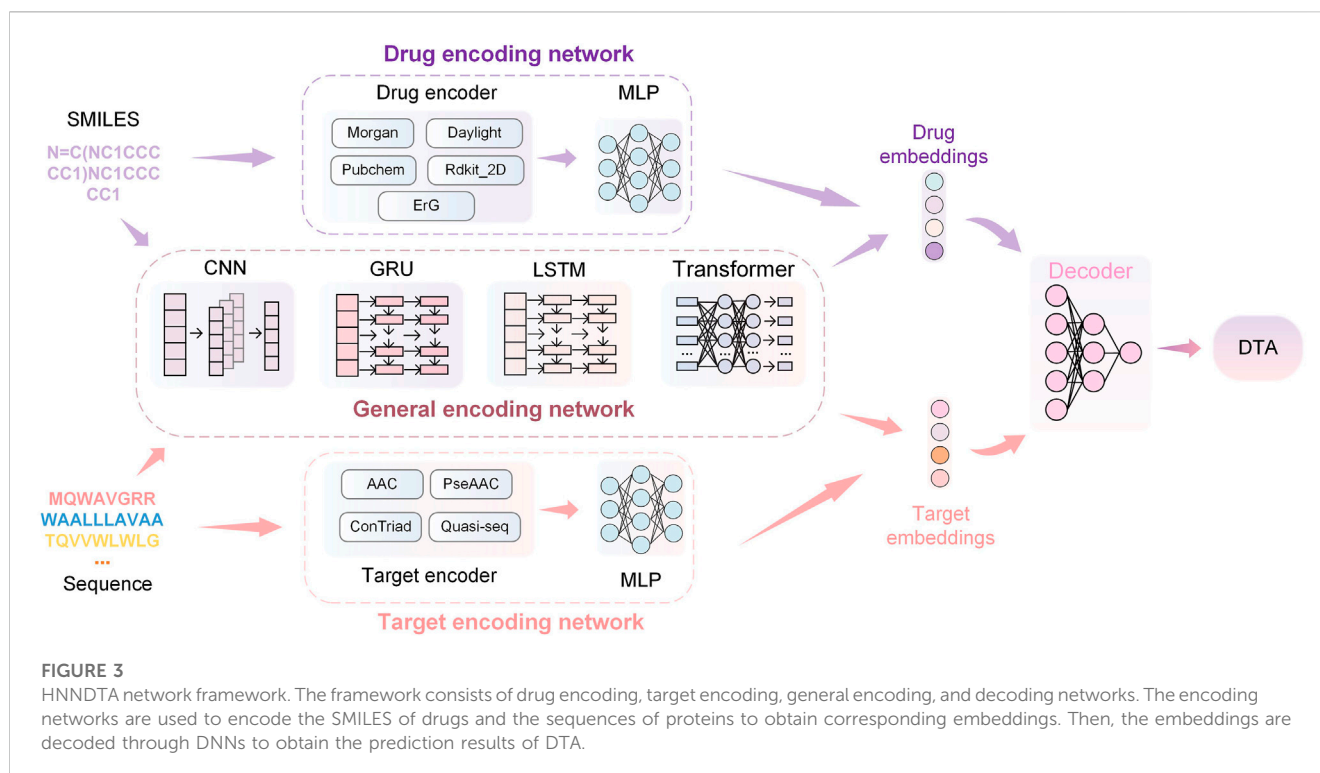 Drug encoding network
Drug encoder
MLP
SMILES
N=C(NC1CCC
CC1)NC1CCC
CC1
Morgan
Daylight
Pubchem
Rdkit_2D
ErG
Drug
embeddings
CNN
GRU
LSTM
Transformer
...
...
...
...
General encoding network
Decoder
DTA
MQWAVGRR
WAALLLAVAA
TQVVWLWLG
...
Sequence
AAC
PseAAC
ConTriad
Quasi-seq
Target encoder
MLP
Target encoding network
Target
embeddings
FIGURE 3
HNNDTA network framework. The framework consists of drug encoding, target encoding, general encoding, and decoding networks. The encoding
networks are used to encode the SMILES of drugs and the sequences of proteins to obtain corresponding embeddings. Then, the embeddings are
decoded through DNNs to obtain the prediction results of DTA.